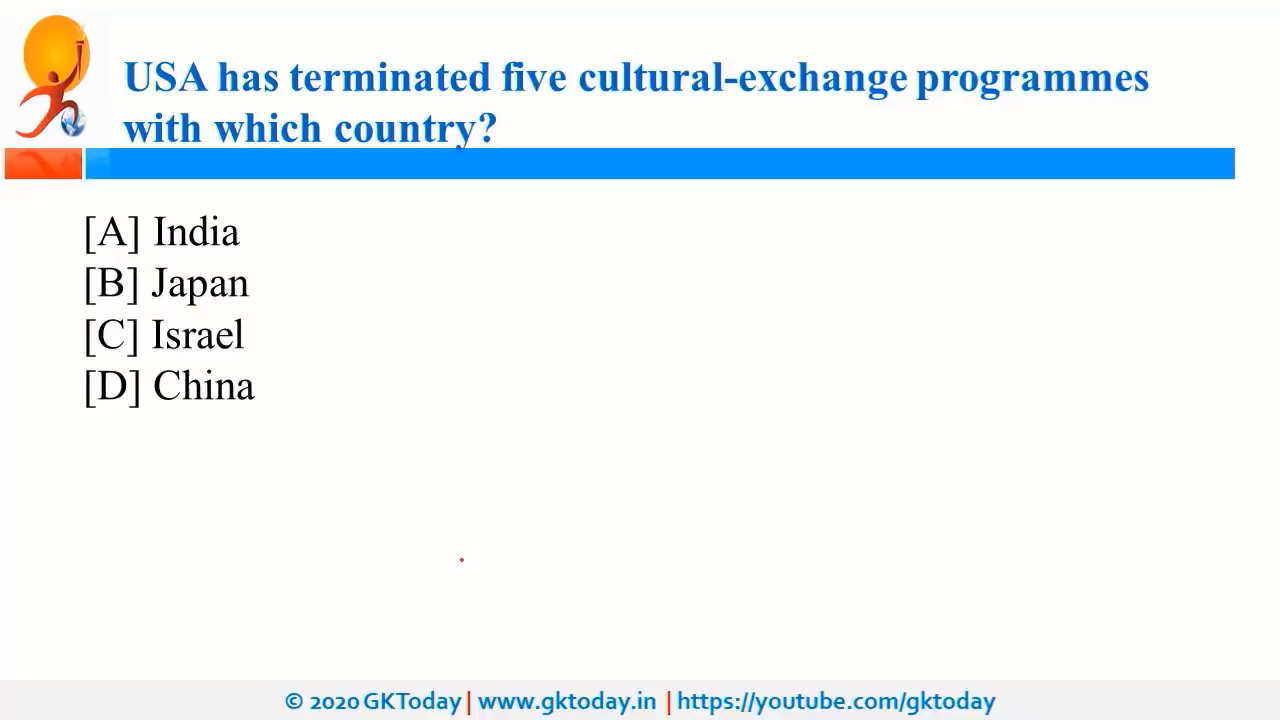 USA has terminated five cultural-exchange programmes
with which country?
[A] India
[B] Japan
[C] Israel
[D] China
© 2020 GKToday | www.gktoday.in | https://youtube.com/gktoday